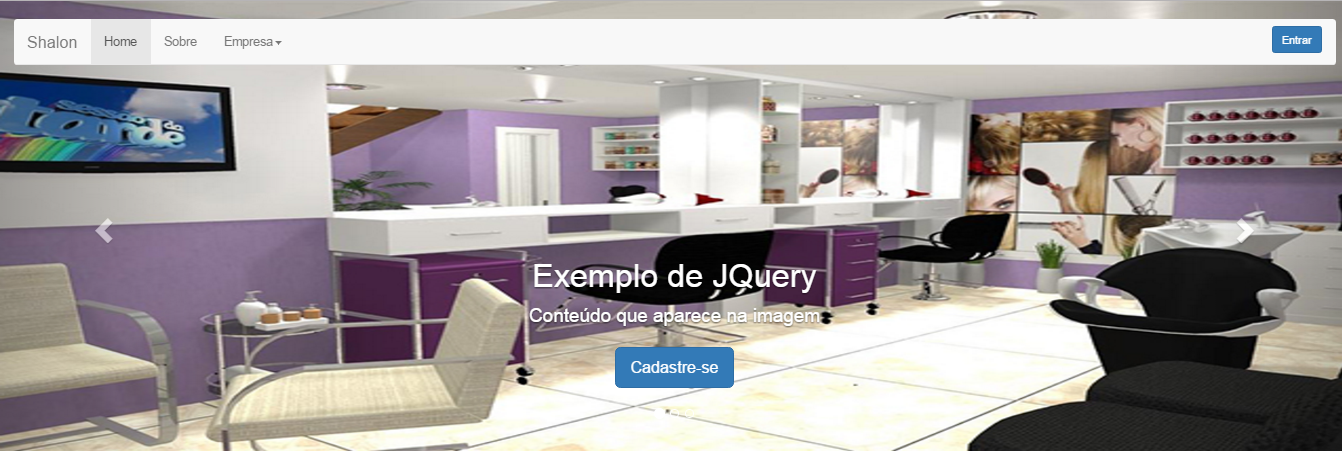 Shalon Home Sobre Empresa Entrar
Exemplo de JQuery
Conteúdo que aparece na imagem
Cadastre-se